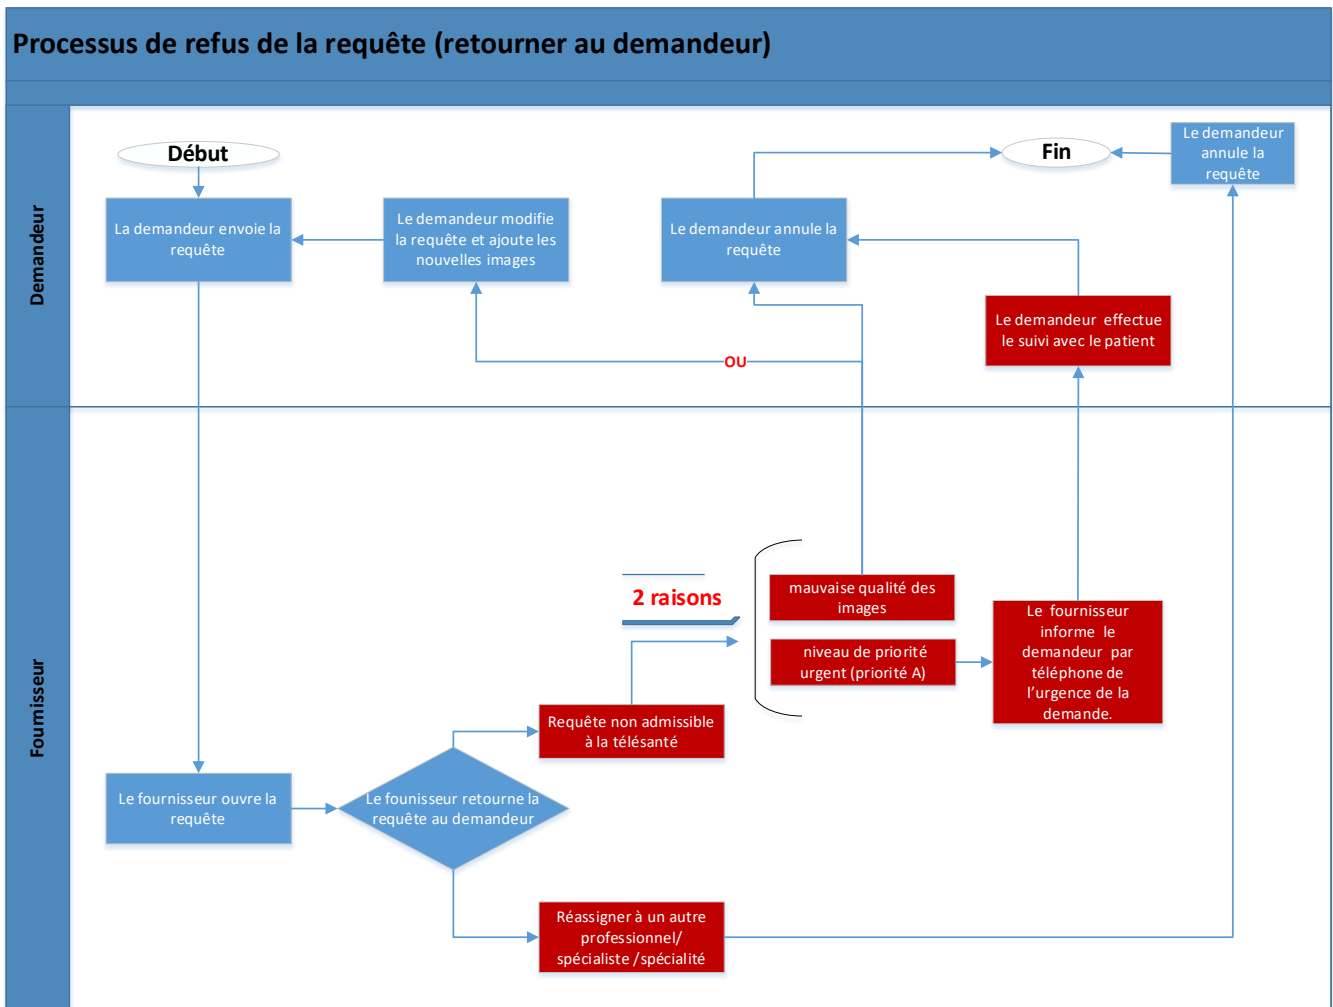 Processus de refus de la requête (retourner au demandeur)
Demandeur
Début
Fin
Le demandeur
annule la
requête
La demandeur envoie la
requête
Le demandeur modifie
la requête et ajoute les
nouvelles images
Le demandeur annule la
requête
Le demandeur effectue
le suivi avec le patient
OU
Fournisseur
2 raisons
mauvaise qualité des
images
niveau de priorité
urgent (priorité A)
Le fournisseur
informe le
demandeur par
téléphone de
l'urgence de la
demande.
Requête non admissible
à la télésanté
Le fournisseur ouvre la
requête
Le founisseur retourne la
requête au demandeur
Réassigner à un autre
professionnel/
spécialiste /spécialité